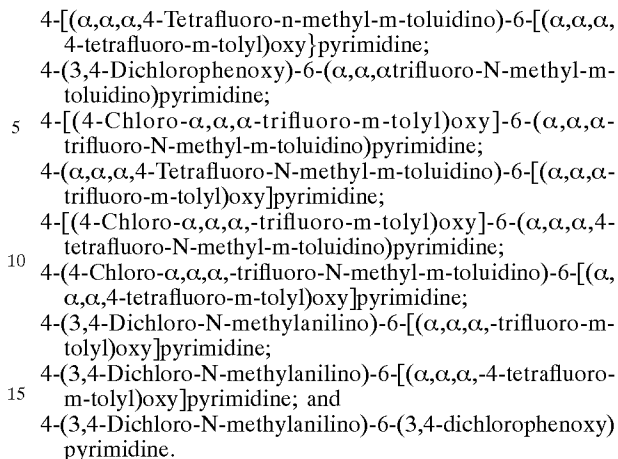 4-[(α,α,α,4-Tetrafluoro-n-methyl-m-toluidino)-6-[(α,α,α,
4-tetrafluoro-m-tolyl)oxy}pyrimidine;
4-(3,4-Dichlorophenoxy)-6-(α,α,αtrifluoro-N-methyl-m-
toluidino)pyrimidine;
5 4-[(4-Chloro-α,α,α-trifluoro-m-tolyl)oxy]-6-(α,α,α-
trifluoro-N-methyl-m-toluidino)pyrimidine;
4-(α,α,α,4-Tetrafluoro-N-methyl-m-toluidino)-6-[(α,α,α-
trifluoro-m-tolyl)oxy]pyrimidine;
4-[(4-Chloro-α,α,α,-trifluoro-m-tolyl)oxy]-6-(α,α,α,4-
tetrafluoro-N-methyl-m-toluidino)pyrimidine;
10
4-(4-Chloro-α,α,α,-trifluoro-N-methyl-m-toluidino)-6-[(α,
α,α,4-tetrafluoro-m-tolyl)oxy]pyrimidine;
4-(3,4-Dichloro-N-methylanilino)-6-[(α,α,α,-trifluoro-m-
tolyl)oxy]pyrimidine;
4-(3,4-Dichloro-N-methylanilino)-6-[(α,α,α,-4-tetrafluoro-
15 m-tolyl)oxy]pyrimidine; and
4-(3,4-Dichloro-N-methylanilino)-6-(3,4-dichlorophenoxy)
pyrimidine.